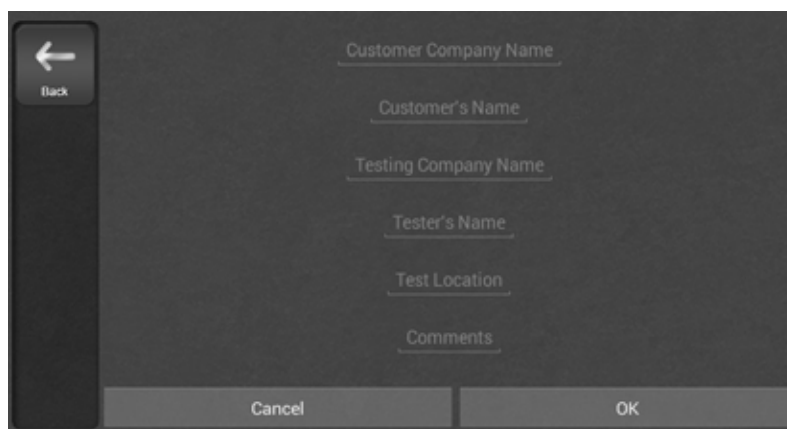 Back
Customer Company Name
Customer's Name
Testing Company Name
Tester's Name
Test Location
Comments
Cancel
OK